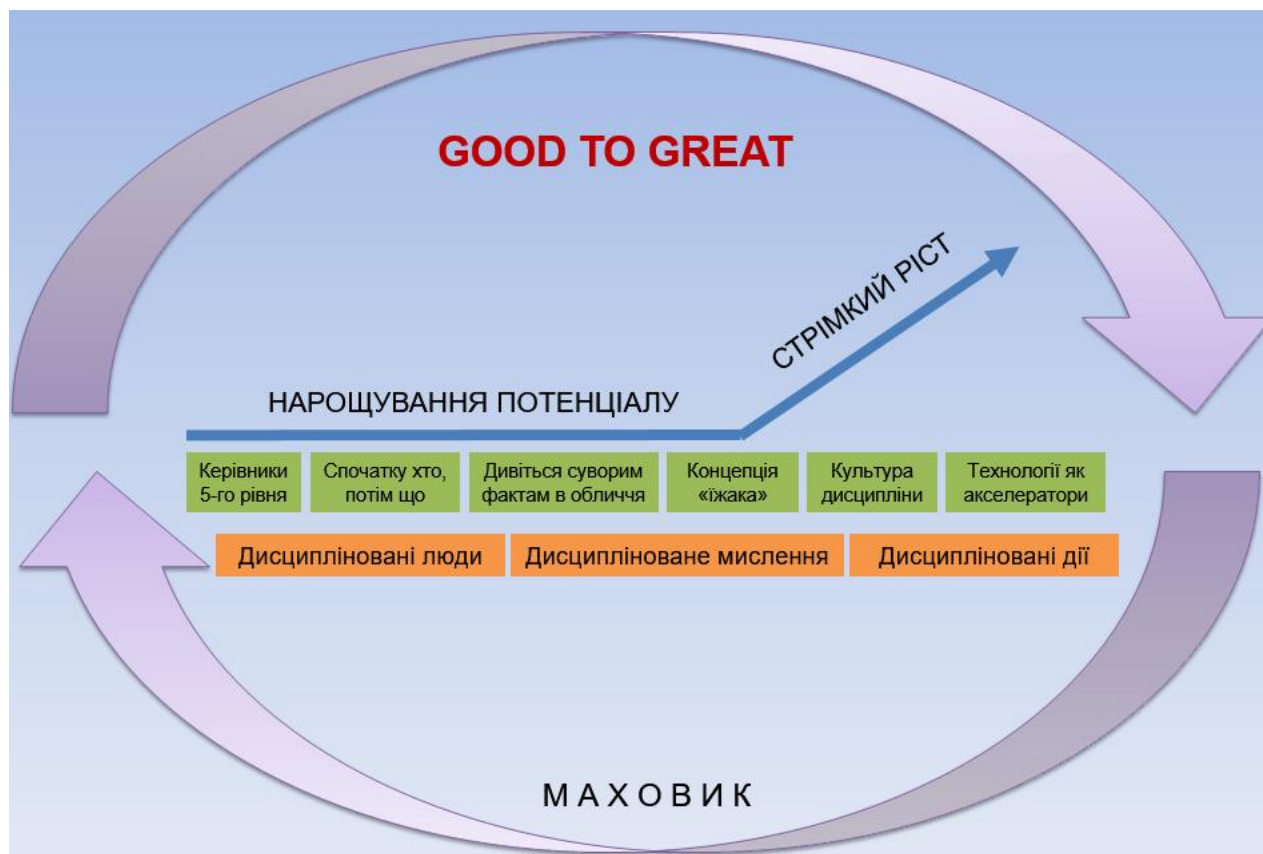 GOOD TO GREAT
СТРІМКИЙ РІСТ
НАРОЩУВАННЯ ПОТЕНЦІАЛУ
Керівники
5-го рівня
Спочатку хто,
потім що
Дивіться суворим
фактам в обличчя
Концепція
«їжака»
Культура
дисципліни
Технології як
акселератори
Дисципліновані люди
Дисципліноване мислення
Дисципліновані дії
МАХОВИК